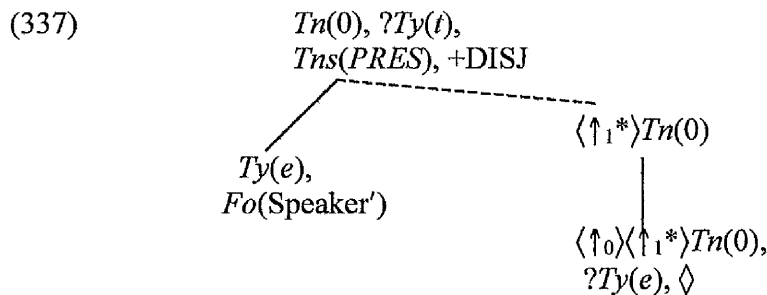 (337) Tn(0), ?Ty(t),
Tns(PRES), +DISJ
⟨↑₁*⟩Tn(0)
Ty(e),
Fo(Speaker′)
⟨↑₀⟩⟨↑₁*⟩Tn(0),
?Ty(e), ◊